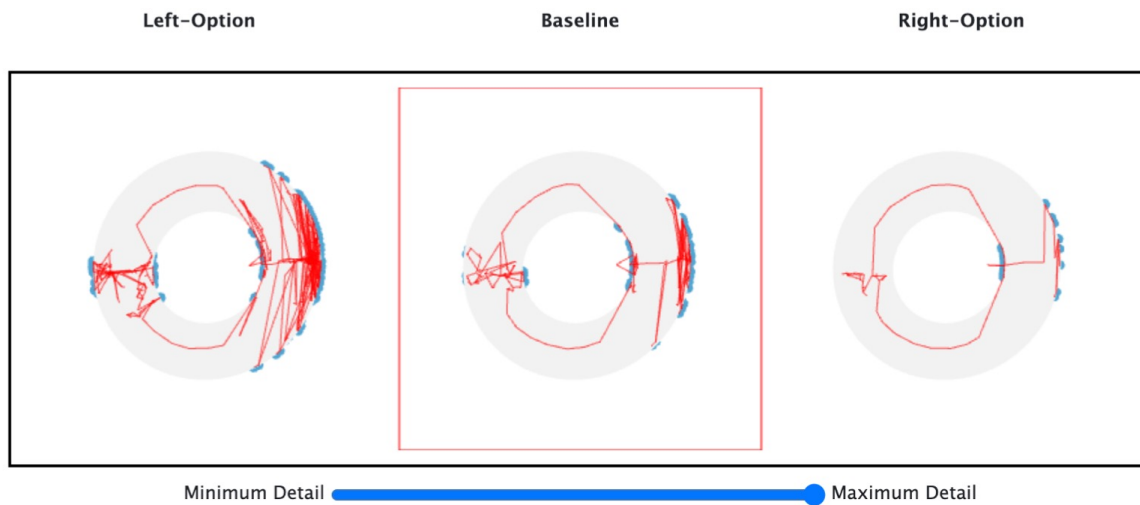 Left-Option
Baseline
Right-Option
Minimum Detail
Maximum Detail